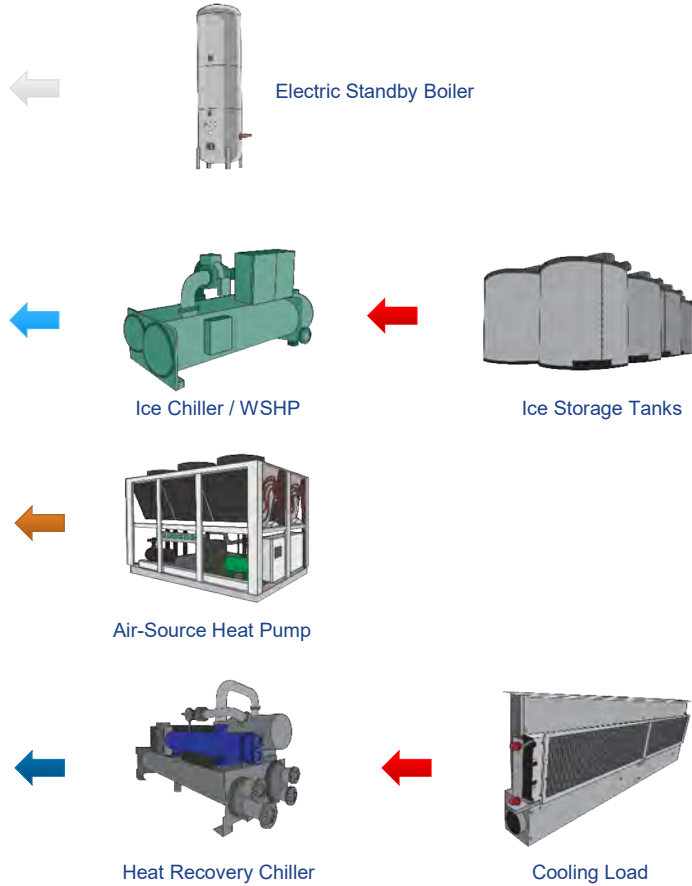 Electric Standby Boiler
Ice Chiller / WSHP
Ice Storage Tanks
Air-Source Heat Pump
Heat Recovery Chiller
Cooling Load